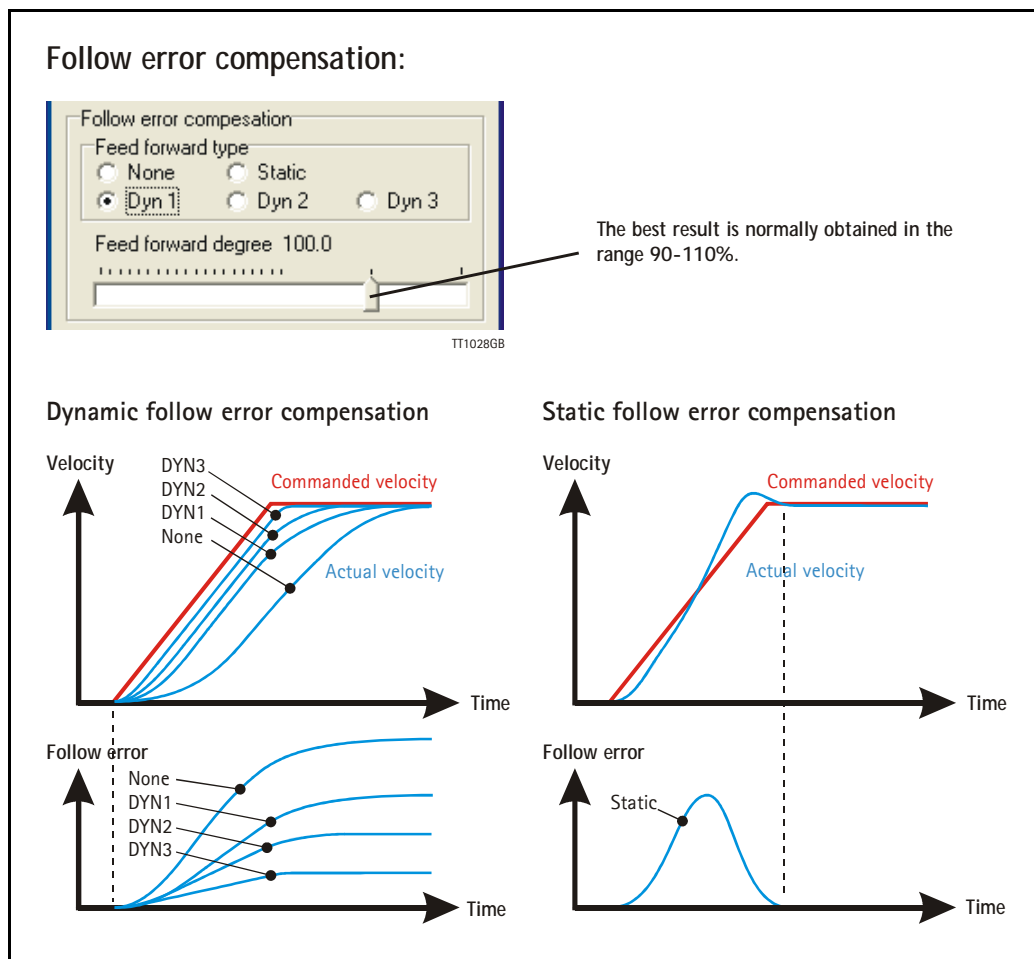 Follow error compensation:
Follow error compesation
Feed forward type
None
Static
Dyn 1
Dyn 2
Dyn 3
Feed forward degree 100.0
The best result is normally obtained in the
range 90-110%.
TT1028GB
Dynamic follow error compensation
Velocity
DYN3
DYN2
DYN1
None
Commanded velocity
Actual velocity
Time
Follow error
None
DYN1
DYN2
DYN3
Time
Static follow error compensation
Velocity
Commanded velocity
Actual velocity
Time
Follow error
Static
Time